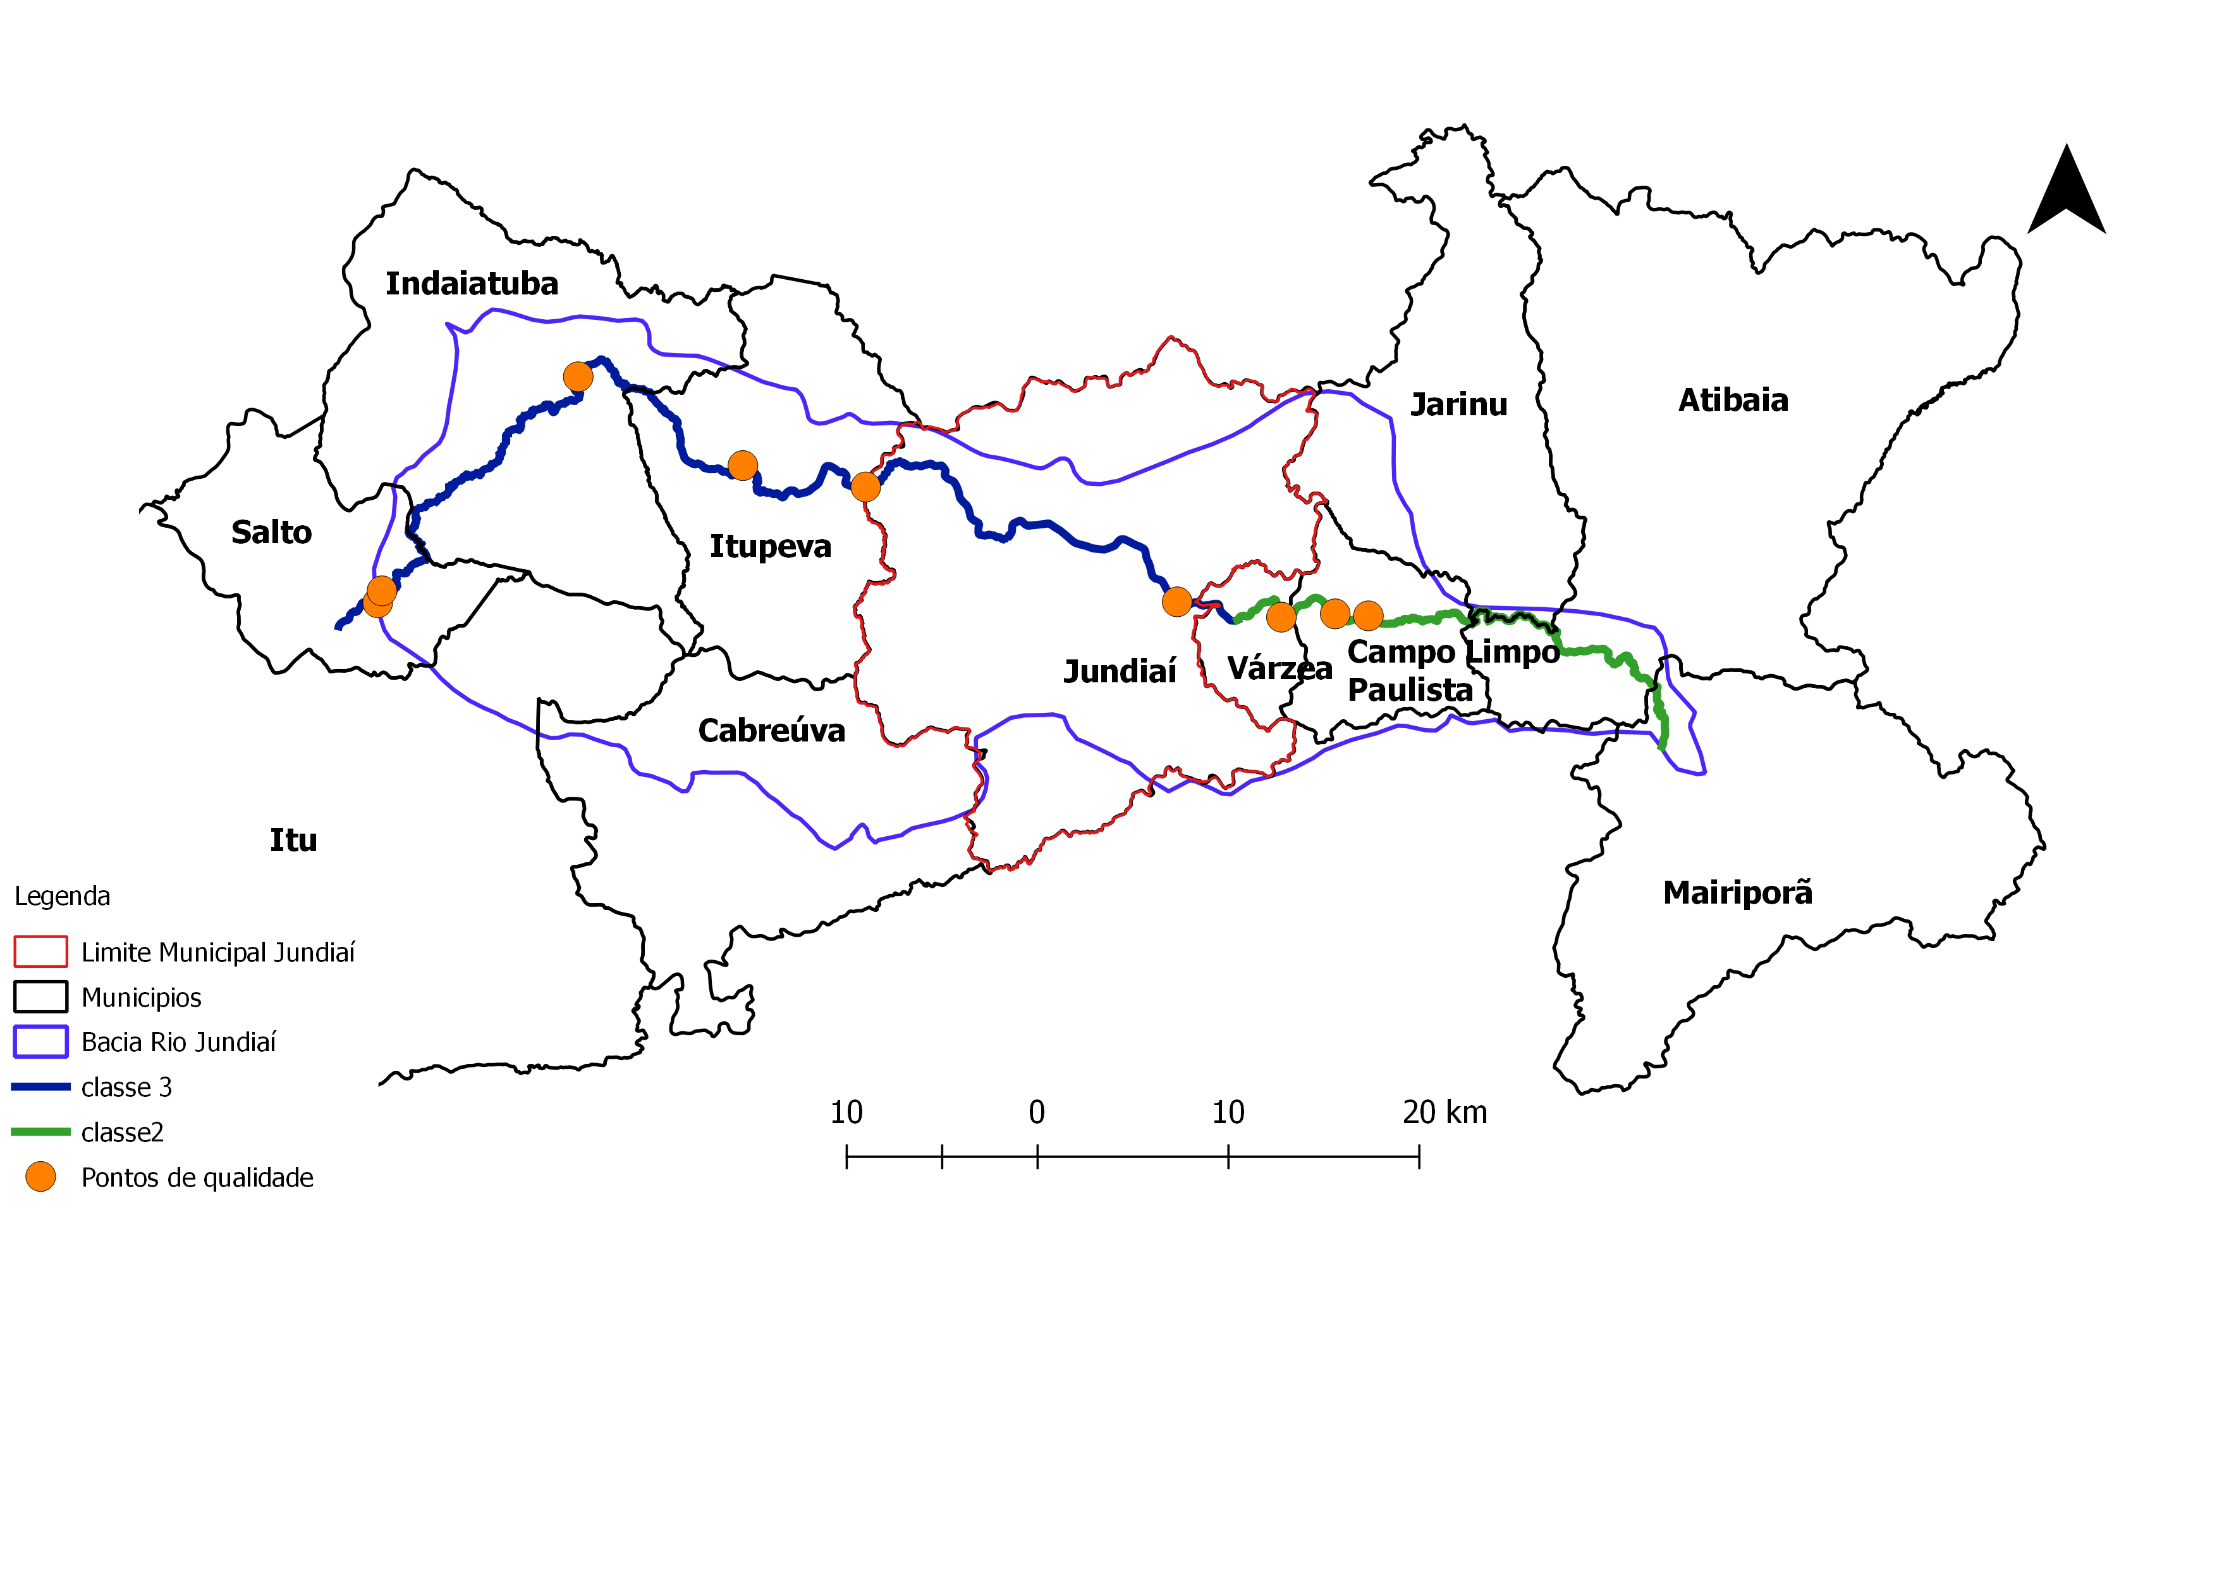 Indaiatuba
Jarinu
Atibaia
Salto
Itupeva
Campo Limpo
Paulista
Várzea
Jundiaí
Cabreúva
Itu
Mairiporã
Legenda
Limite Municipal Jundiaí
Municipios
Bacia Rio Jundiaí
classe 3
classe2
Pontos de qualidade
10 0 10 20 km